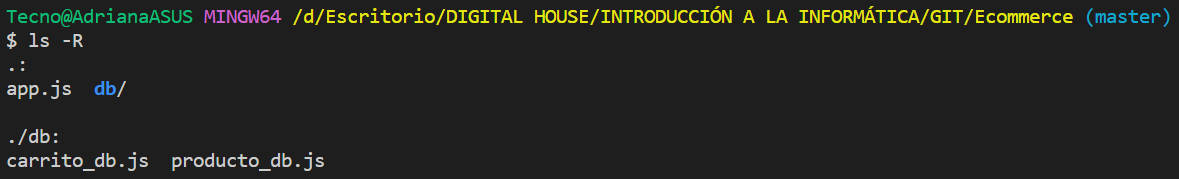 Tecno@AdrianaASUS MINGW64 /d/Escritorio/DIGITAL HOUSE/INTRODUCCIÓN A LA INFORMÁTICA/GIT/Ecommerce (master)
$ ls -R
.:
app.js  db/
./db:
carrito_db.js  producto_db.js